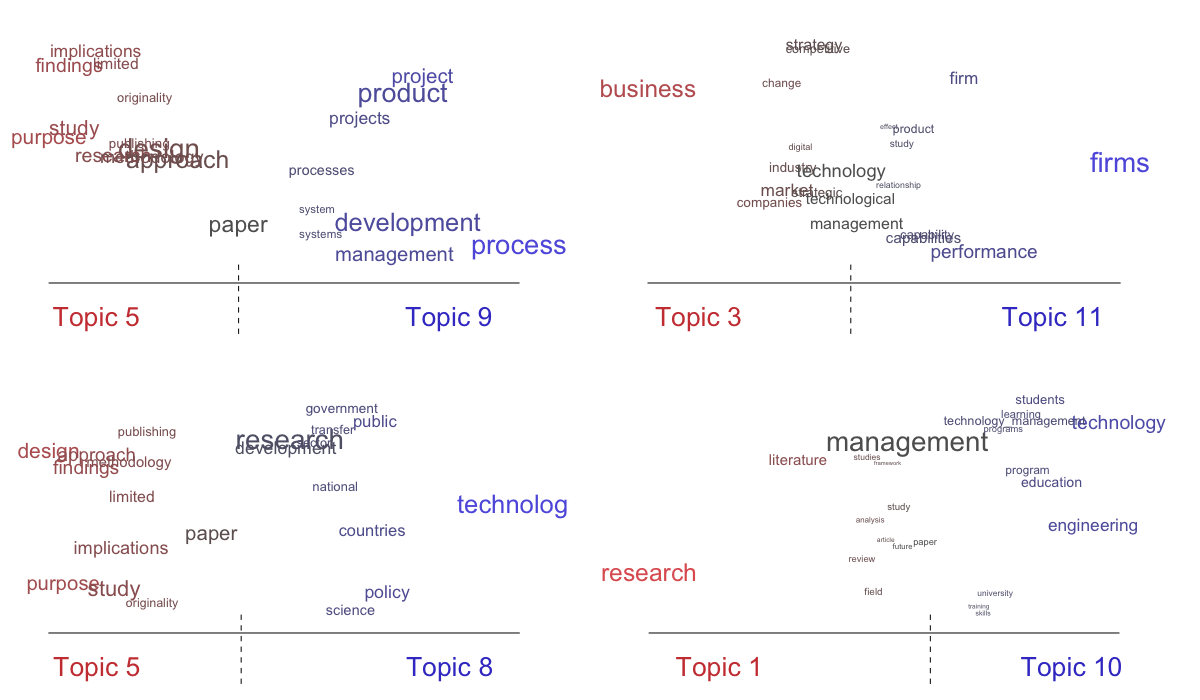 implications
findings
limited
originality
study
purpose
publishing
design
research
methodology
approach
paper
project
product
projects
processes
system
systems
development
management
process
Topic 5
Topic 9
strategy
competitive
business
change
firm
effect
product
study
digital
industry
technology
firms
market
strategic
relationship
companies
technological
management
capability
capabilities
performance
Topic 3
Topic 11
publishing
design
approach
findings
methodology
limited
paper
implications
purpose
study
originality
government
public
transfer
research
sector
development
national
technolog
countries
policy
science
Topic 5
Topic 8
students
learning
technology_management
technology
programs
management
literature
studies
framework
program
education
study
analysis
engineering
article
future
paper
review
research
field
university
training
skills
Topic 1
Topic 10